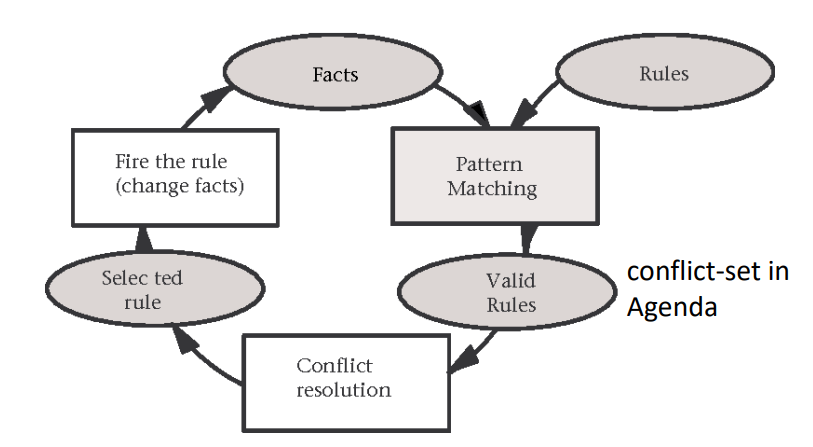 Facts
Rules
Fire the rule
(change facts)
Pattern
Matching
Selec ted
rule
Valid
Rules
conflict-set in
Agenda
Conflict
resolution